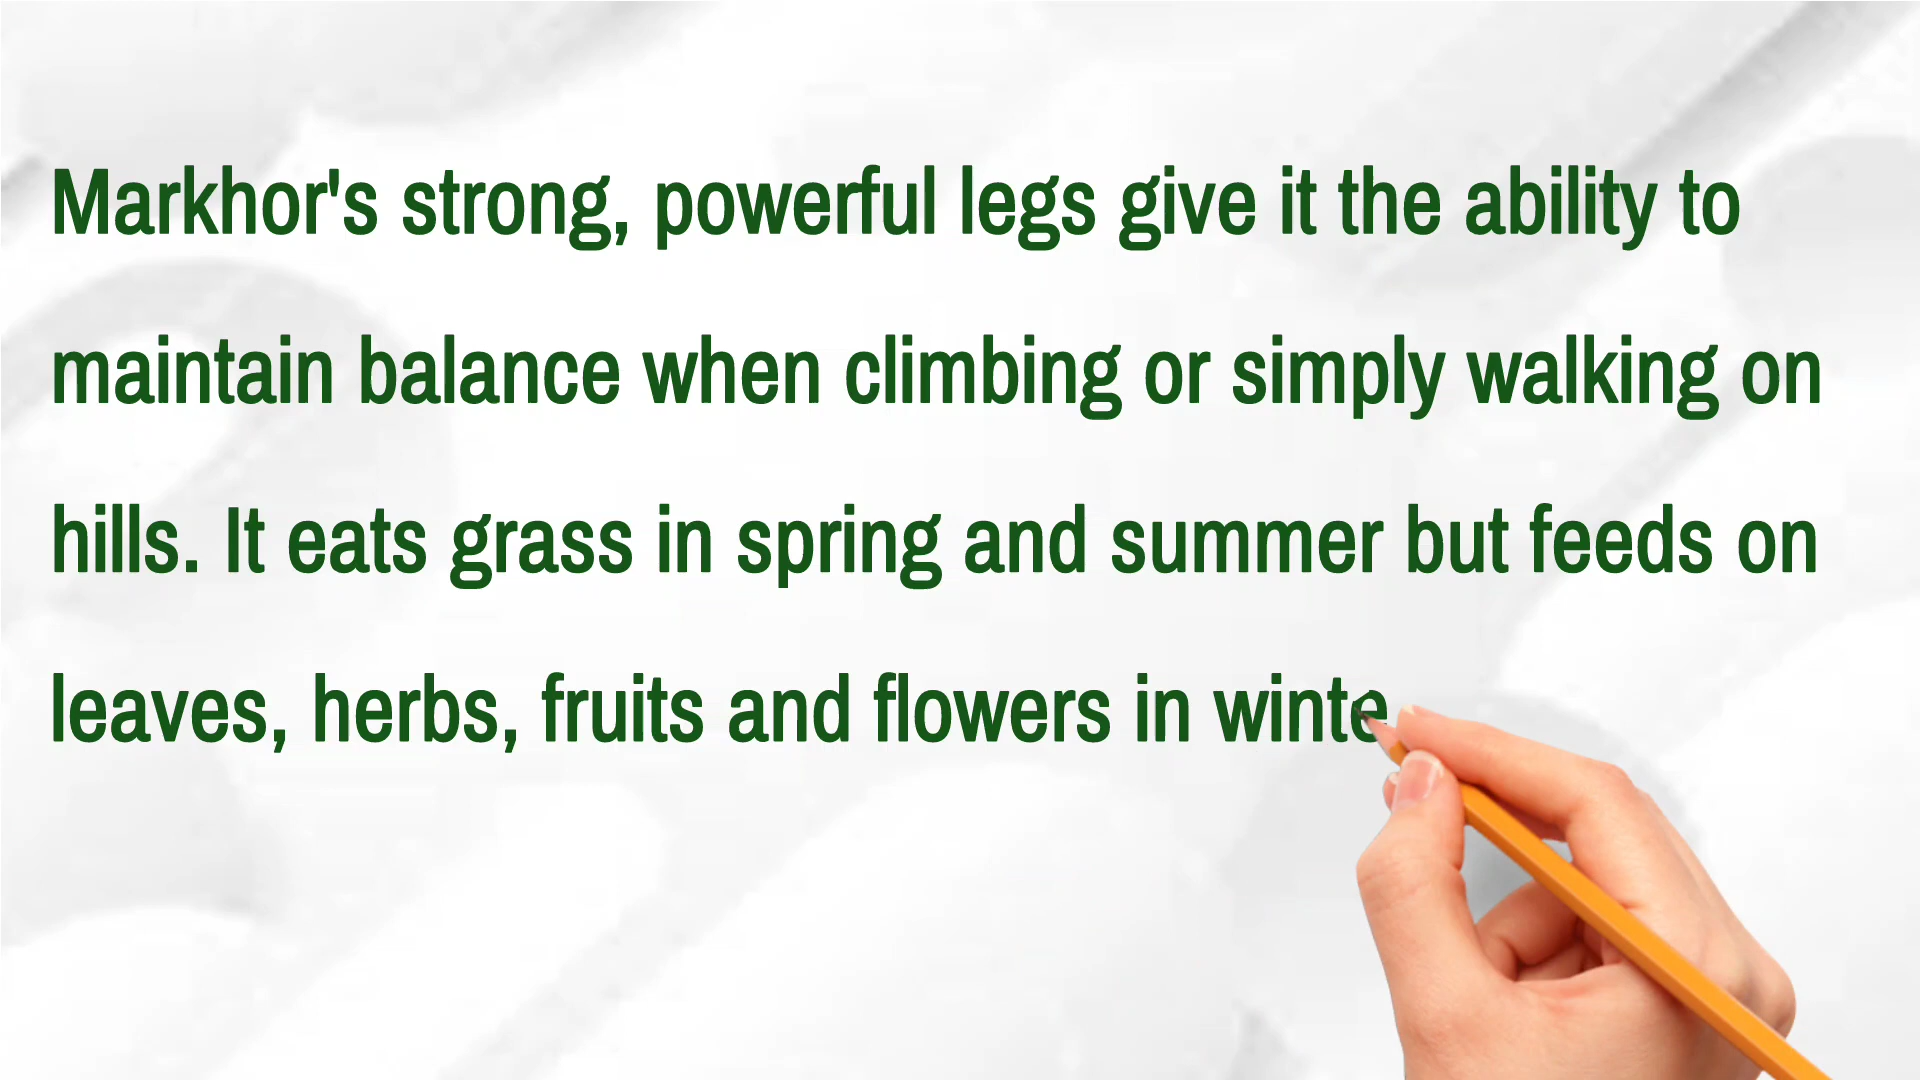 Markhor's strong, powerful legs give it the ability to
maintain balance when climbing or simply walking on
hills. It eats grass in spring and summer but feeds on
leaves, herbs, fruits and flowers in winte